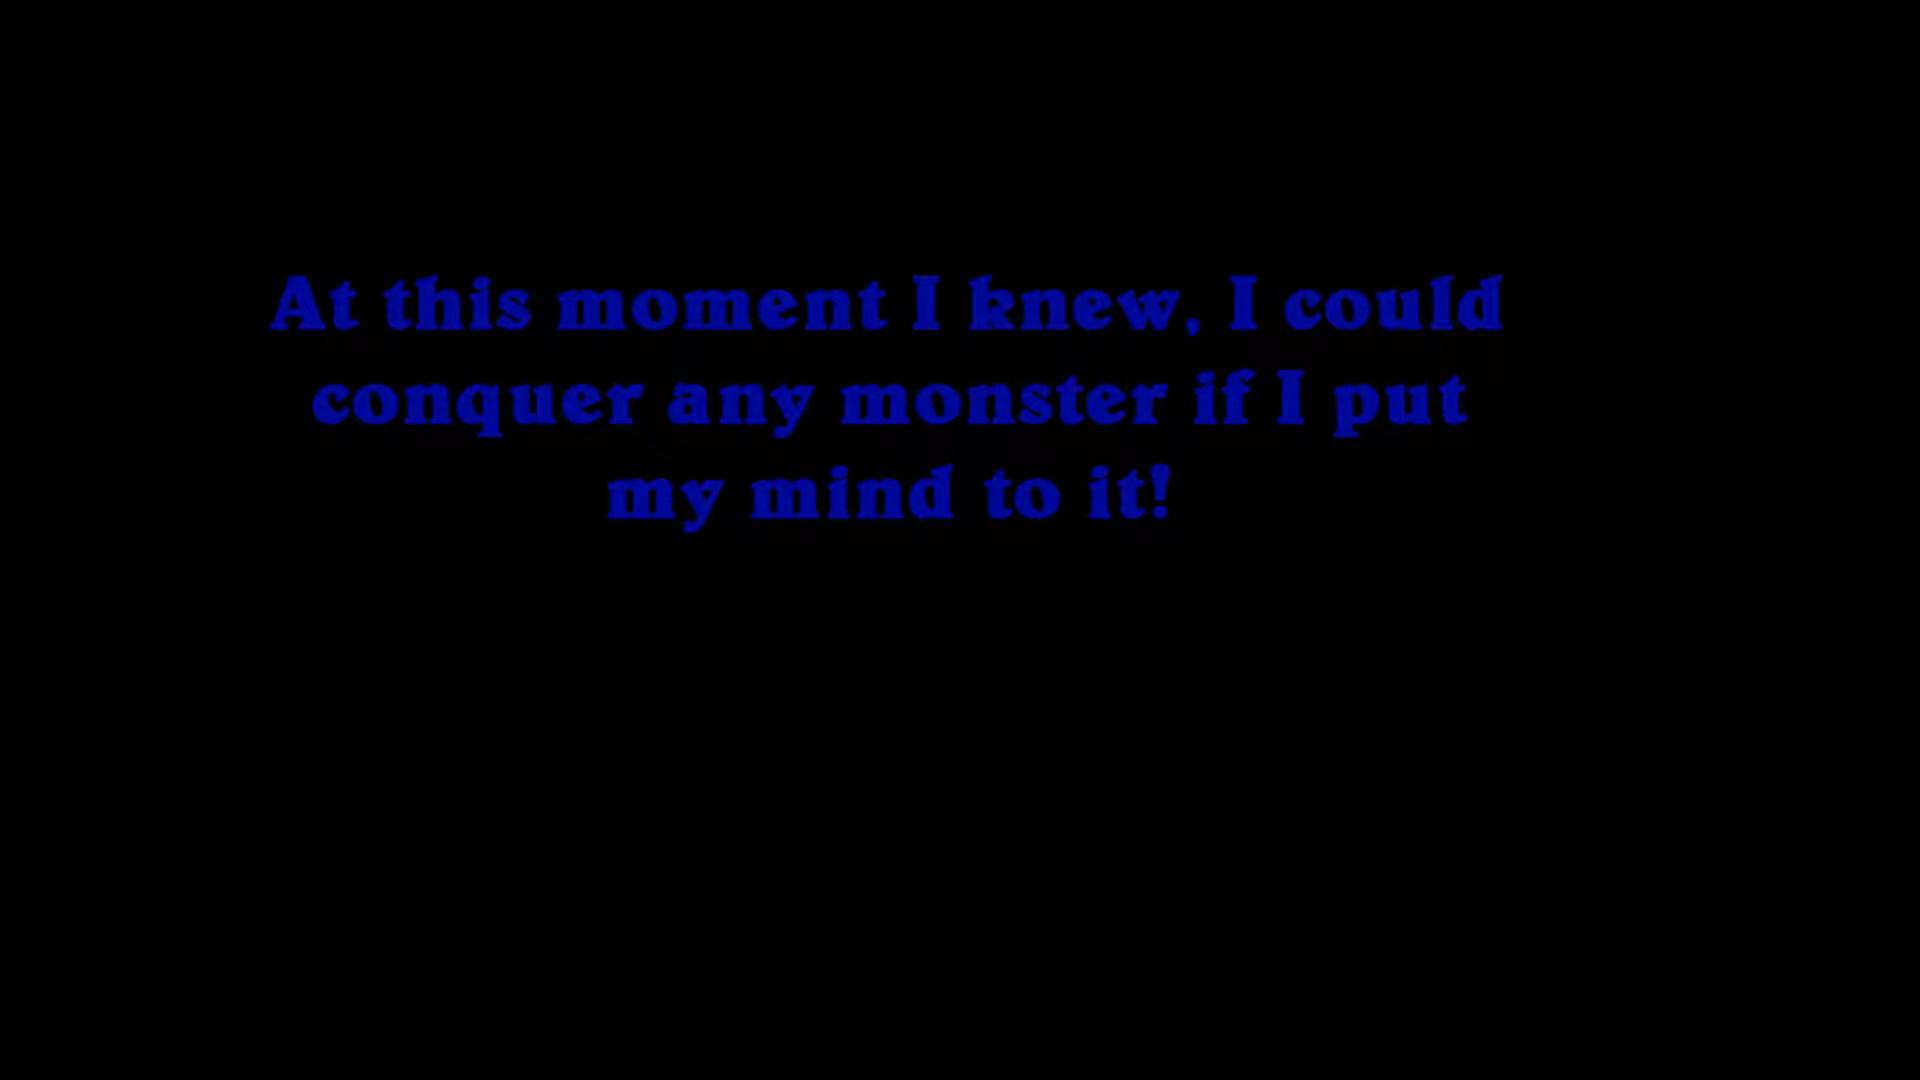 At this moment I knew, I could
conquer any monster if I put
my mind to it!